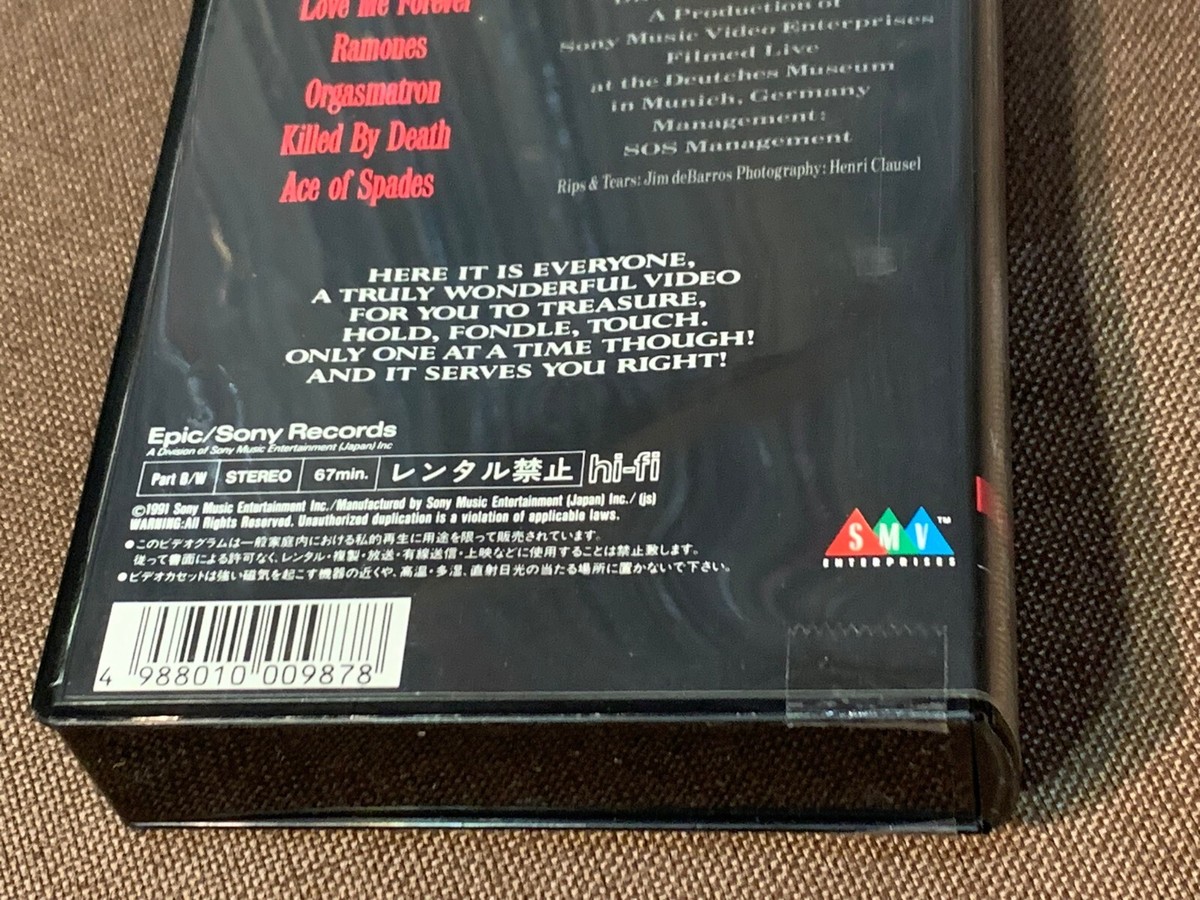 Love Me Forever
Ramones
Orgasmatron
Killed By Death
Ace of Spades
A Production of
Sony Music Video Enterprises
Filmed Live
at the Deutches Museum
in Munich, Germany
Management:
SOS Management
Rips & Tears: Jim deBarros Photography: Henri Clausel
HERE IT IS EVERYONE,
A TRULY WONDERFUL VIDEO
FOR YOU TO TREASURE,
HOLD, FONDLE, TOUCH.
ONLY ONE AT A TIME THOUGH!
AND IT SERVES YOU RIGHT!
Epic/Sony Records
A Division of Sony Music Entertainment (Japan) Inc
Part B/W STEREO 67min. レンタル禁止 hi-fi
©1991 Sony Music Entertainment Inc./Manufactured by Sony Music Entertainment (Japan) Inc./(js)
WARNING:All Rights Reserved. Unauthorized duplication is a violation of applicable laws.
●このビデオグラムは一般家庭内における私的再生に用途を限って販売されています。
従って書面による許可なく、レンタル・複製・放送・有線送信・上映などに使用することは禁止致します。
●ビデオカセットは強い磁気を起こす機器の近くや、高温・多湿、直射日光の当たる場所に置かないで下さい。
SMV™
ENTERPRISES
4 988010 009878